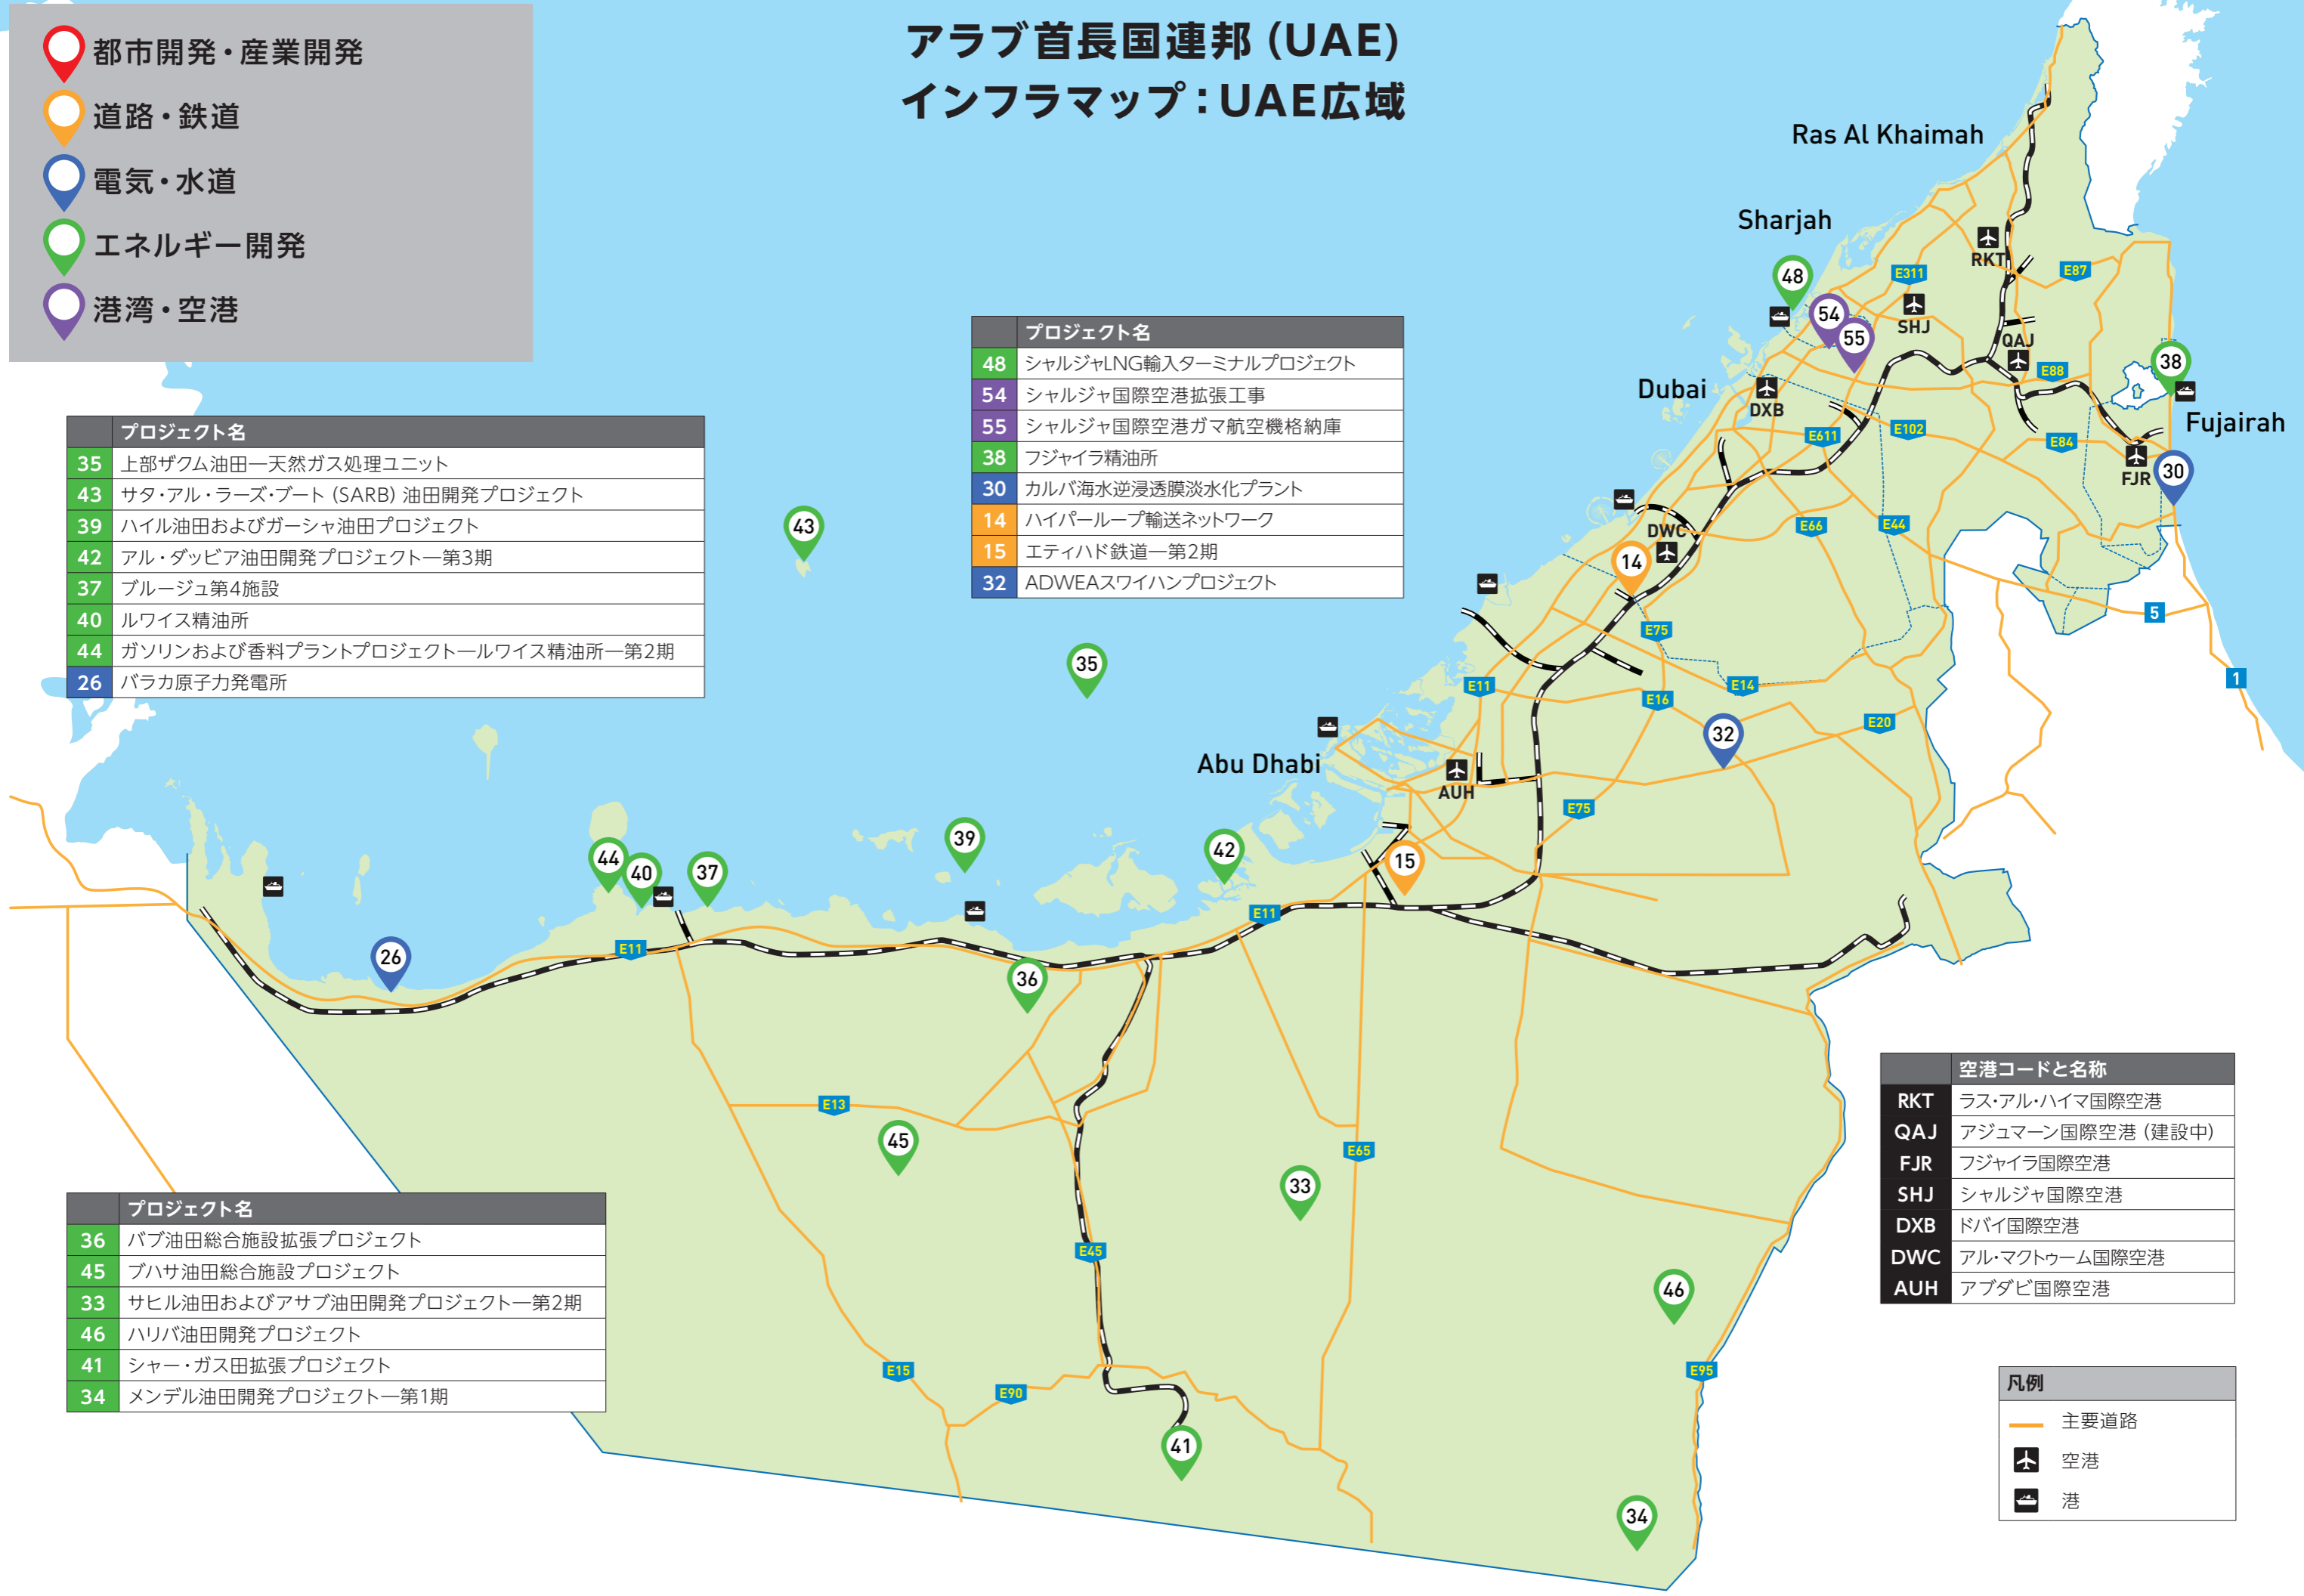 アラブ首長国連邦（UAE）
インフラマップ：UAE広域
都市開発・産業開発
道路・鉄道
電気・水道
エネルギー開発
港湾・空港
プロジェクト名
35 上部ザクム油田―天然ガス処理ユニット
43 サタ・アル・ラーズ・ブート（SARB）油田開発プロジェクト
39 ハイル油田およびガーシャ油田プロジェクト
42 アル・ダッビア油田開発プロジェクト―第3期
37 ブルージュ第4施設
40 ルワイス精油所
44 ガソリンおよび香料プラントプロジェクト―ルワイス精油所―第2期
26 バラカ原子力発電所
プロジェクト名
48 シャルジャLNG輸入ターミナルプロジェクト
54 シャルジャ国際空港拡張工事
55 シャルジャ国際空港ガマ航空機格納庫
38 フジャイラ精油所
30 カルバ海水逆浸透膜淡水化プラント
14 ハイパーループ輸送ネットワーク
15 エティハド鉄道―第2期
32 ADWEAスワイハンプロジェクト
Ras Al Khaimah
Sharjah
RKT
E87
E311
48
54
SHJ
55
QAJ
38
E88
Dubai
DXB
Fujairah
E611
E102
E84
FJR
30
43
DWC
E66
E44
14
5
E75
35
1
E11
E16
E14
E20
32
Abu Dhabi
AUH
E75
39
42
44
40
37
15
E11
E11
26
36
E13
45
E65
33
E45
46
E15
E90
E95
41
34
プロジェクト名
36 バブ油田総合施設拡張プロジェクト
45 ブハサ油田総合施設プロジェクト
33 サヒル油田およびアサブ油田開発プロジェクト―第2期
46 ハリバ油田開発プロジェクト
41 シャー・ガス田拡張プロジェクト
34 メンデル油田開発プロジェクト―第1期
空港コードと名称
RKT ラス・アル・ハイマ国際空港
QAJ アジュマーン国際空港（建設中）
FJR フジャイラ国際空港
SHJ シャルジャ国際空港
DXB ドバイ国際空港
DWC アル・マクトゥーム国際空港
AUH アブダビ国際空港
凡例
主要道路
空港
港